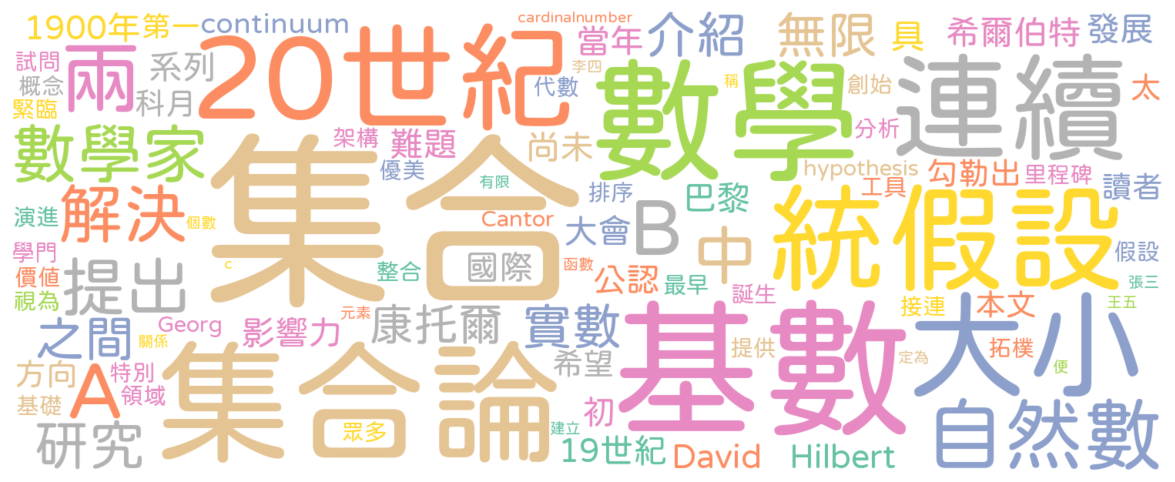 1900年
第一
continuum
cardinalnumber
當年
介紹
無限
具
希爾伯特
發展
試問
兩
系列
20世紀
李四
代數
數學
稱
創始
連續
太
概念
科月
緊臨
數學家
架構
難題
尚未
分析
集合
優美
有限
hypothesis
勾勒出
里程碑
工具
解決
演進
個數
排序
巴黎
讀者
Cantor
大會
B
中
統假設
學門
提出
價值
視為
c
整合
國際
函數
公認
最早
誕生
假設
張三
之間
Georg
影響力
元素
康托爾
實數
接連
本文
王五
關係
集合論
希望
基數
提供
定為
大小
拓樸
便
方向
A
特別
領域
基礎
初
眾多
建立
自然數
研究
19世紀
David
Hilbert